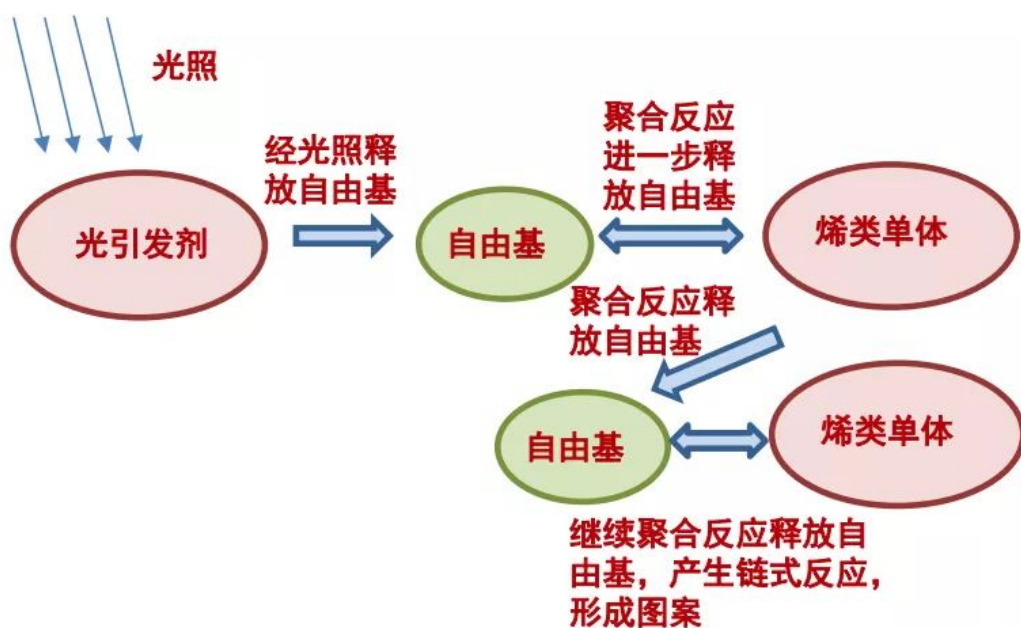 光照
经光照释
放自由基
聚合反应
进一步释
放自由基
光引发剂
自由基
烯类单体
聚合反应释
放自由基
自由基
烯类单体
继续聚合反应释放自
由基，产生链式反应，
形成图案